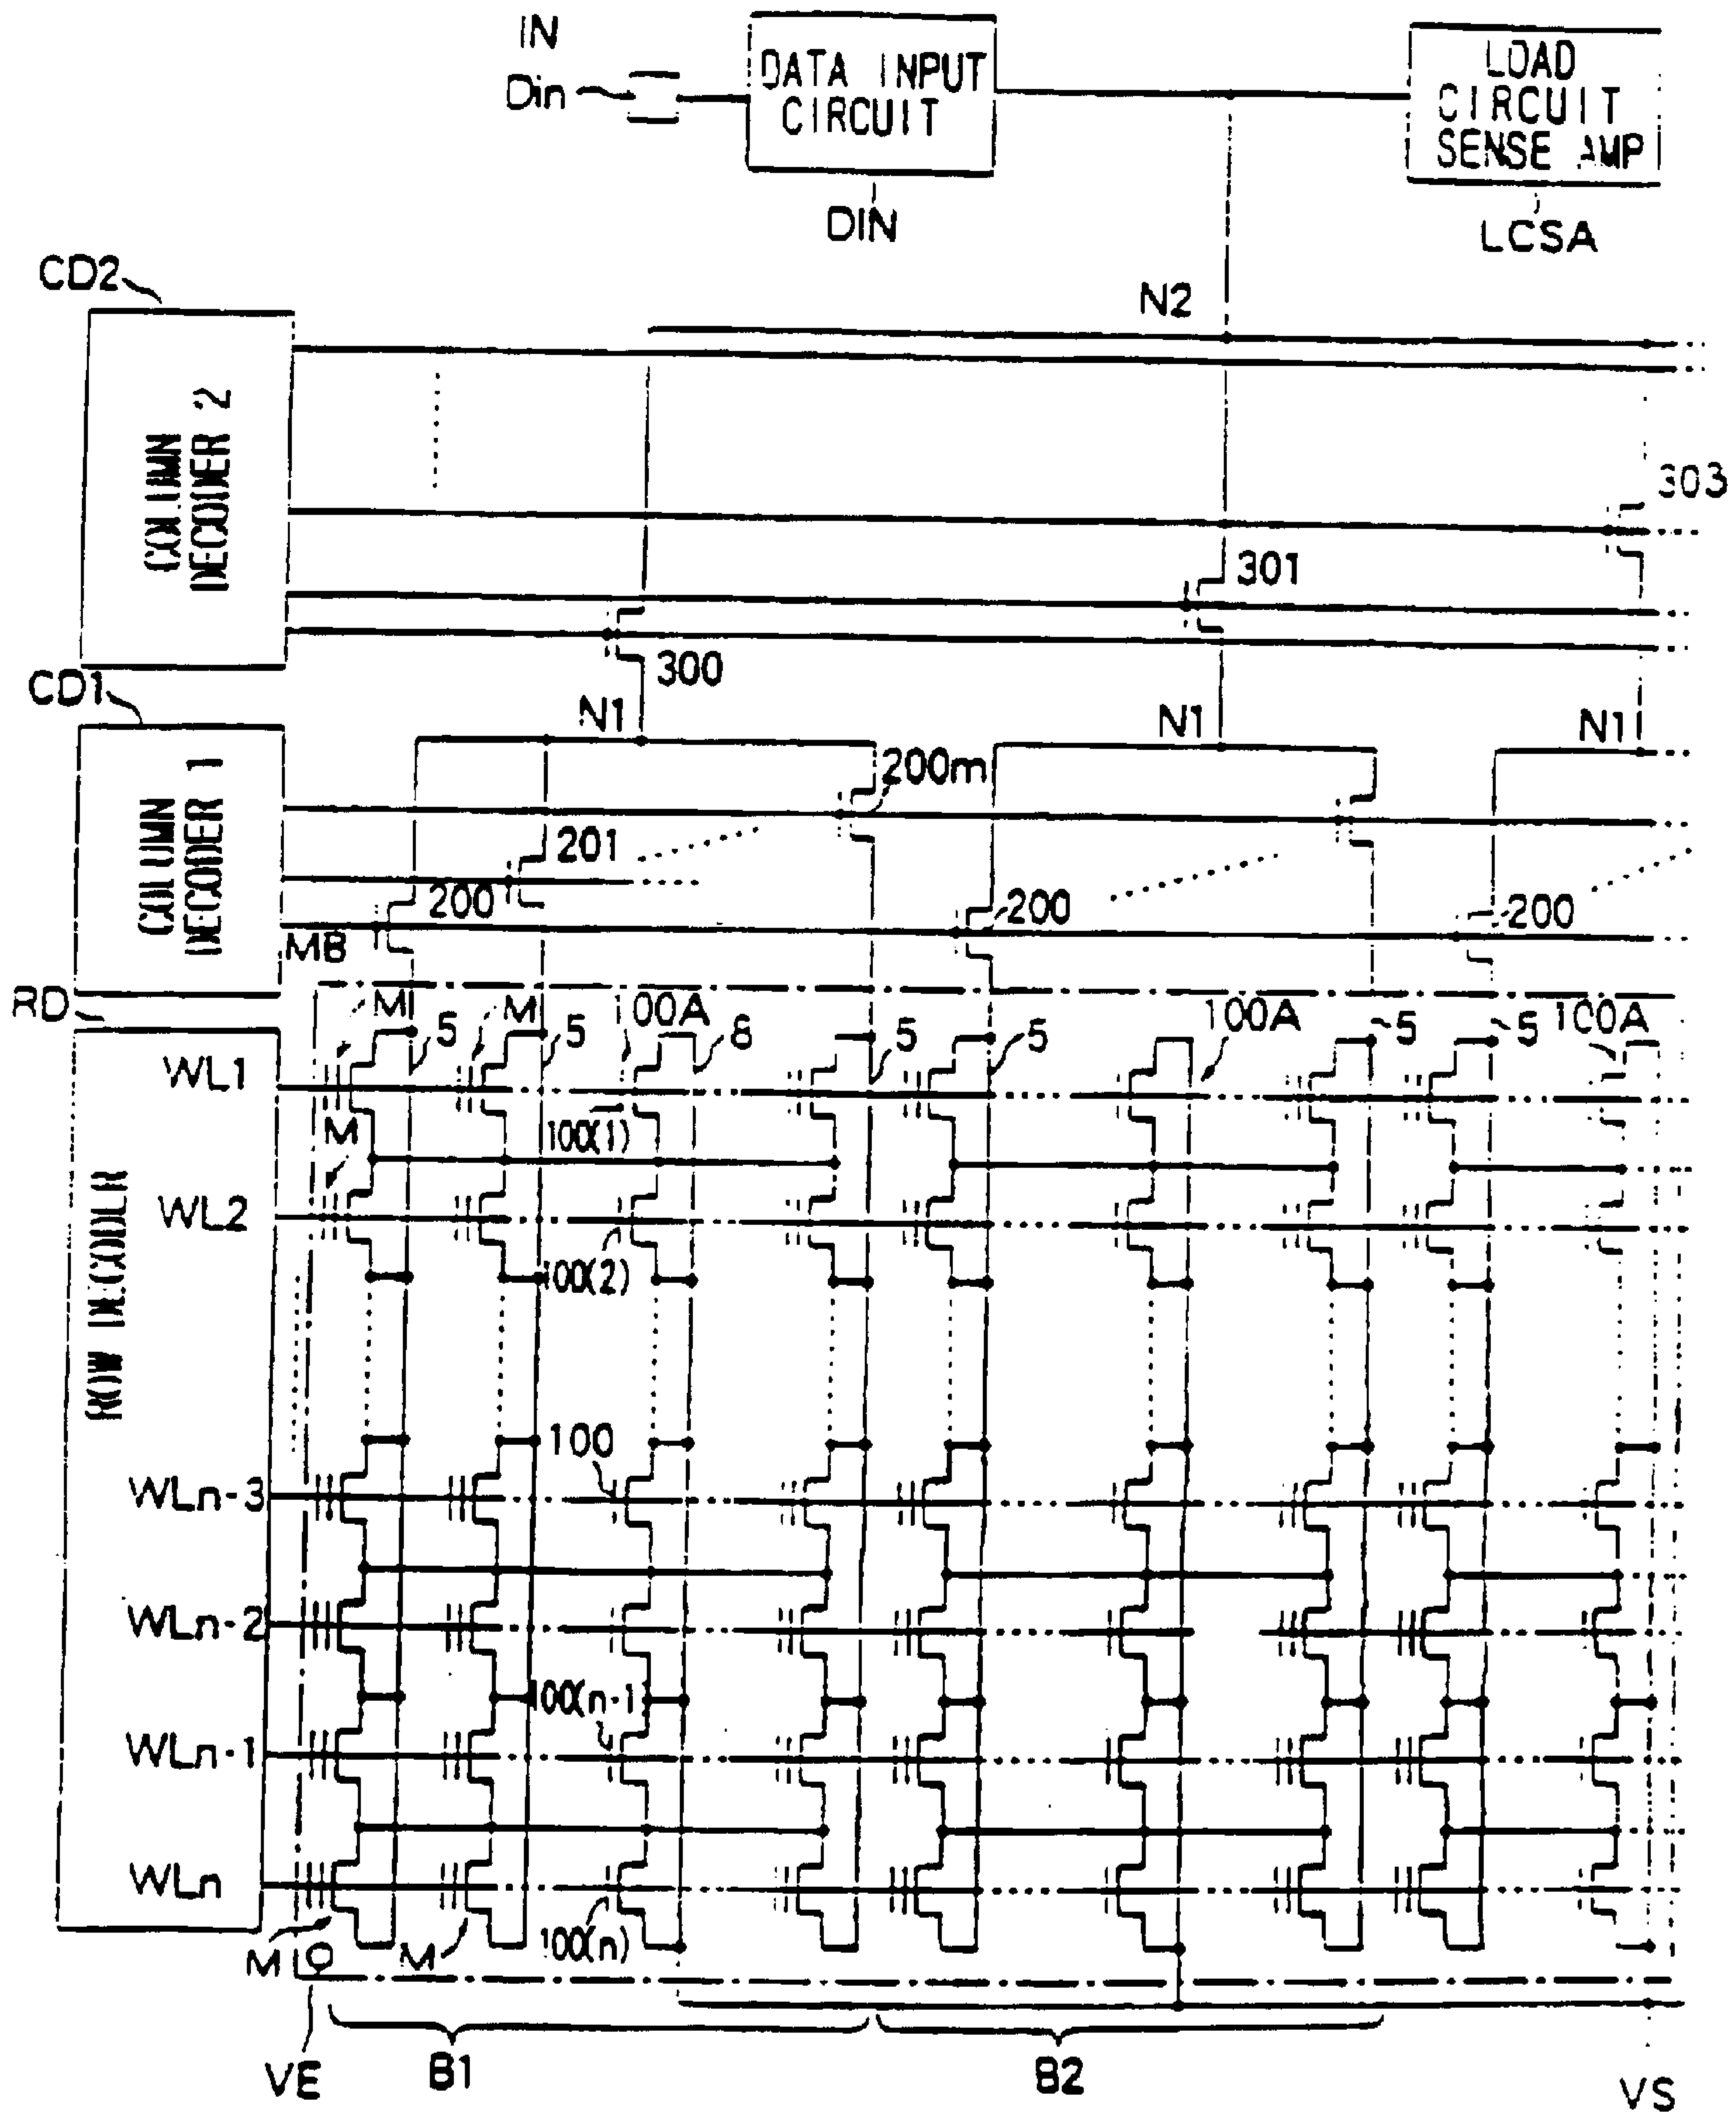 IN
Din
DATA INPUT
CIRCUIT
DIN
LOAD
CIRCUIT
SENSE AMP
LCSA
CD2
N2
COLUMN
DECODER 2
303
301
300
CD1
N1
N1
N1
COLUMN
DECODER 1
200m
201
200
200
200
MB
RD
M
M
100A
100A
100A
5
5
8
5
5
5
5
WL1
M
100(1)
WL2
100(2)
ROW DECODER
100
WLn-3
WLn-2
100(n-1)
WLn-1
WLn
M
M
100(n)
VE
B1
B2
VS